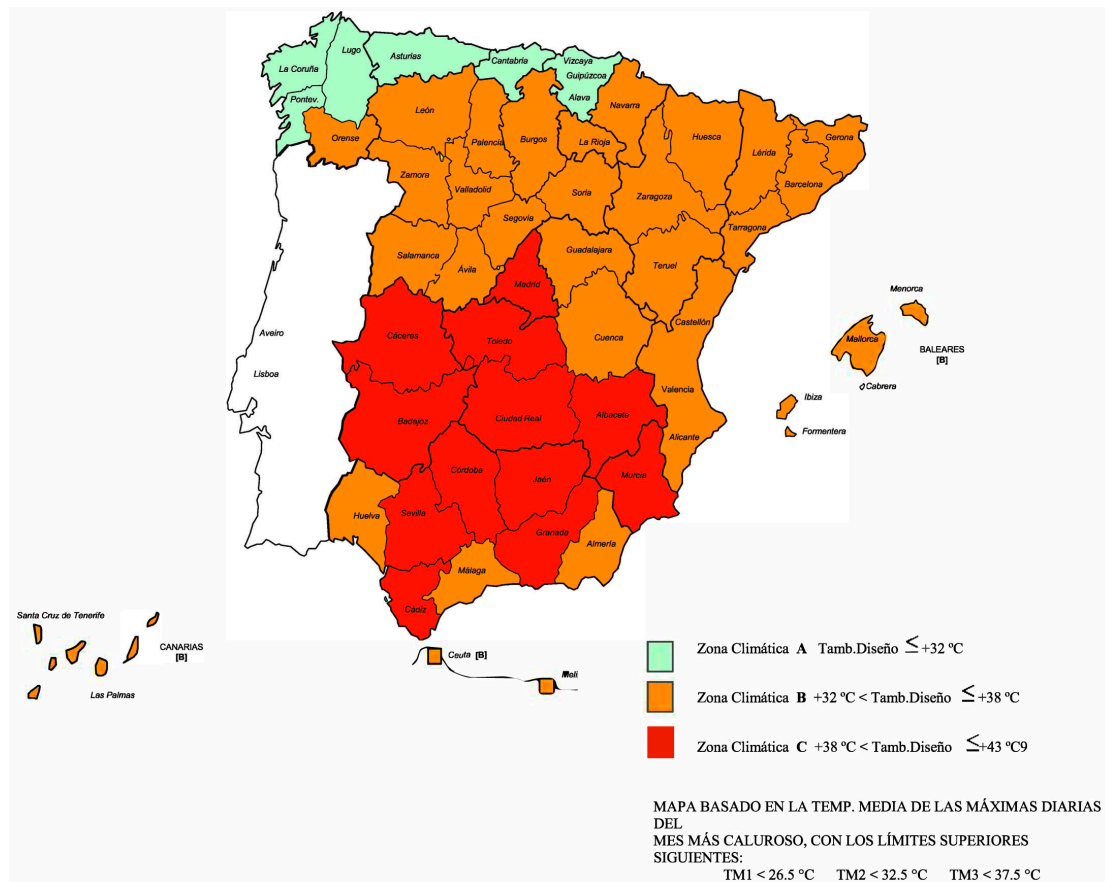 Lugo
Asturias
Cantabria
Vizcaya
La Coruña
Guipúzcoa
Pontev.
Alava
León
Navarra
Orense
Palencia
Burgos
La Rioja
Huesca
Lérida
Gerona
Zamora
Valladolid
Soria
Zaragoza
Barcelona
Segovia
Tarragona
Salamanca
Ávila
Guadalajara
Teruel
Madrid
Menorca
Castellón
Aveiro
Cáceres
Toledo
Cuenca
Mallorca
BALEARES
[B]
Lisboa
Cabrera
Valencia
Ibiza
Badajoz
Ciudad Real
Albacete
Formentera
Alicante
Córdoba
Jaén
Murcia
Huelva
Sevilla
Granada
Almería
Málaga
Cádiz
Santa Cruz de Tenerife
CANARIAS
[B]
Las Palmas
Ceuta [B]
Meli
Zona Climática A Tamb.Diseño ≤ +32 ºC
Zona Climática B +32 ºC < Tamb.Diseño ≤ +38 ºC
Zona Climática C +38 ºC < Tamb.Diseño ≤+43 ºC9
MAPA BASADO EN LA TEMP. MEDIA DE LAS MÁXIMAS DIARIAS
DEL
MES MÁS CALUROSO, CON LOS LÍMITES SUPERIORES
SIGUIENTES:
TM1 < 26.5 °C TM2 < 32.5 °C TM3 < 37.5 °C